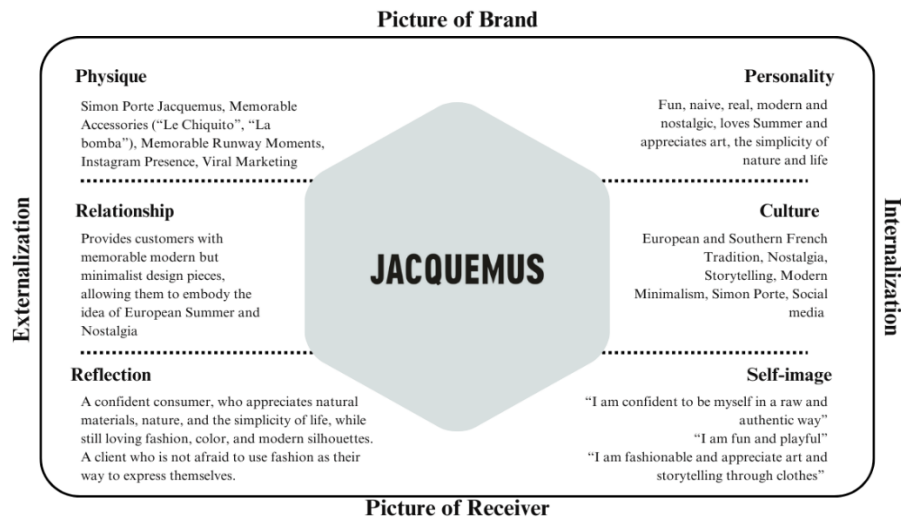 Picture of Brand
Physique
Simon Porte Jacquemus, Memorable
Accessories (“Le Chiquito”, “La
bomba”), Memorable Runway Moments,
Instagram Presence, Viral Marketing
Personality
Fun, naive, real, modern and
nostalgic, loves Summer and
appreciates art, the simplicity of
nature and life
Externalization
Relationship
Provides customers with
memorable modern but
minimalist design pieces,
allowing them to embody the
idea of European Summer and
Nostalgia
JACQUEMUS
Culture
European and Southern French
Tradition, Nostalgia,
Storytelling, Modern
Minimalism, Simon Porte, Social
media
Internalization
Reflection
A confident consumer, who appreciates natural
materials, nature, and the simplicity of life, while
still loving fashion, color, and modern silhouettes.
A client who is not afraid to use fashion as their
way to express themselves.
Self-image
“I am confident to be myself in a raw and
authentic way”
“I am fun and playful”
“I am fashionable and appreciate art and
storytelling through clothes”
Picture of Receiver